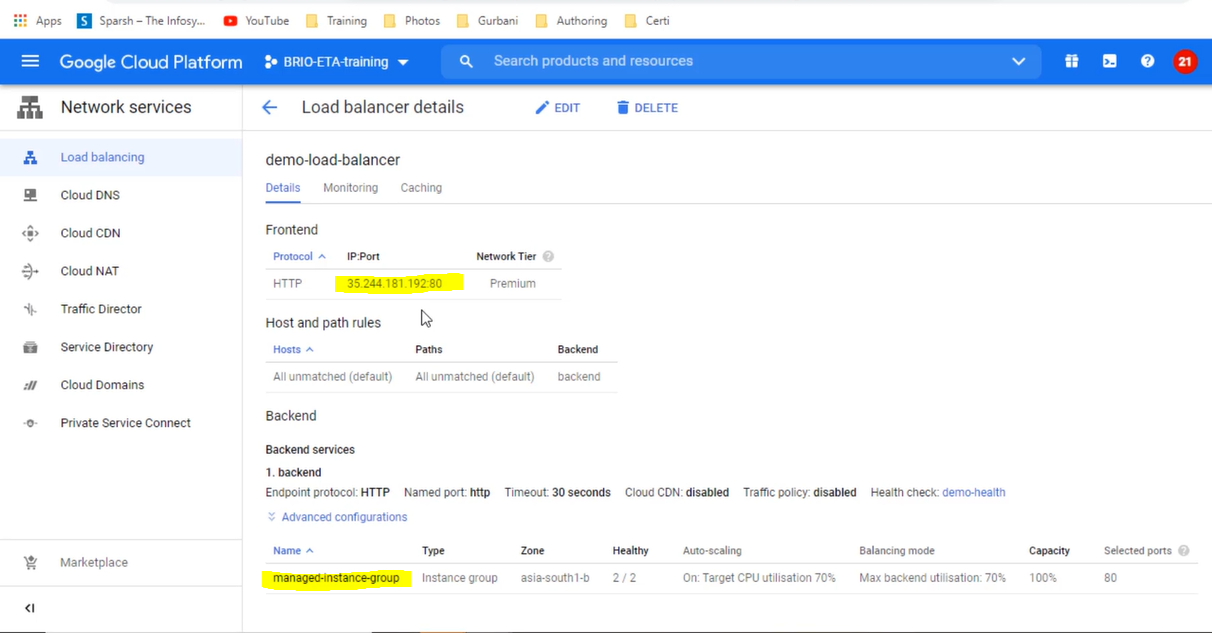 Apps Sparsh – The Infosy... YouTube Training Photos Gurbani Authoring Certi
Google Cloud Platform BRIO-ETA-training Search products and resources 21
Network services
Load balancing
Cloud DNS
Cloud CDN
Cloud NAT
Traffic Director
Service Directory
Cloud Domains
Private Service Connect
Marketplace
Load balancer details EDIT DELETE
demo-load-balancer
Details Monitoring Caching
Frontend
Protocol IP:Port Network Tier
HTTP 35.244.181.192:80 Premium
Host and path rules
Hosts Paths Backend
All unmatched (default) All unmatched (default) backend
Backend
Backend services
1. backend
Endpoint protocol: HTTP Named port: http Timeout: 30 seconds Cloud CDN: disabled Traffic policy: disabled Health check: demo-health
Advanced configurations
Name Type Zone Healthy Auto-scaling Balancing mode Capacity Selected ports
managed-instance-group Instance group asia-south1-b 2 / 2 On: Target CPU utilisation 70% Max backend utilisation: 70% 100% 80